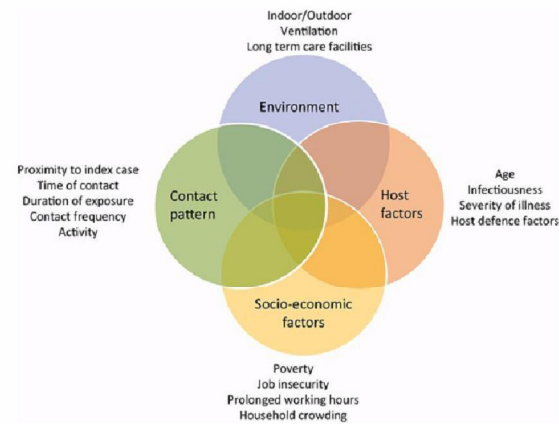 Indoor/Outdoor
Ventilation
Long term care facilities
Environment
Proximity to index case
Time of contact
Duration of exposure
Contact frequency
Activity
Contact
pattern
Host
factors
Age
Infectiousness
Severity of illness
Host defence factors
Socio-economic
factors
Poverty
Job insecurity
Prolonged working hours
Household crowding